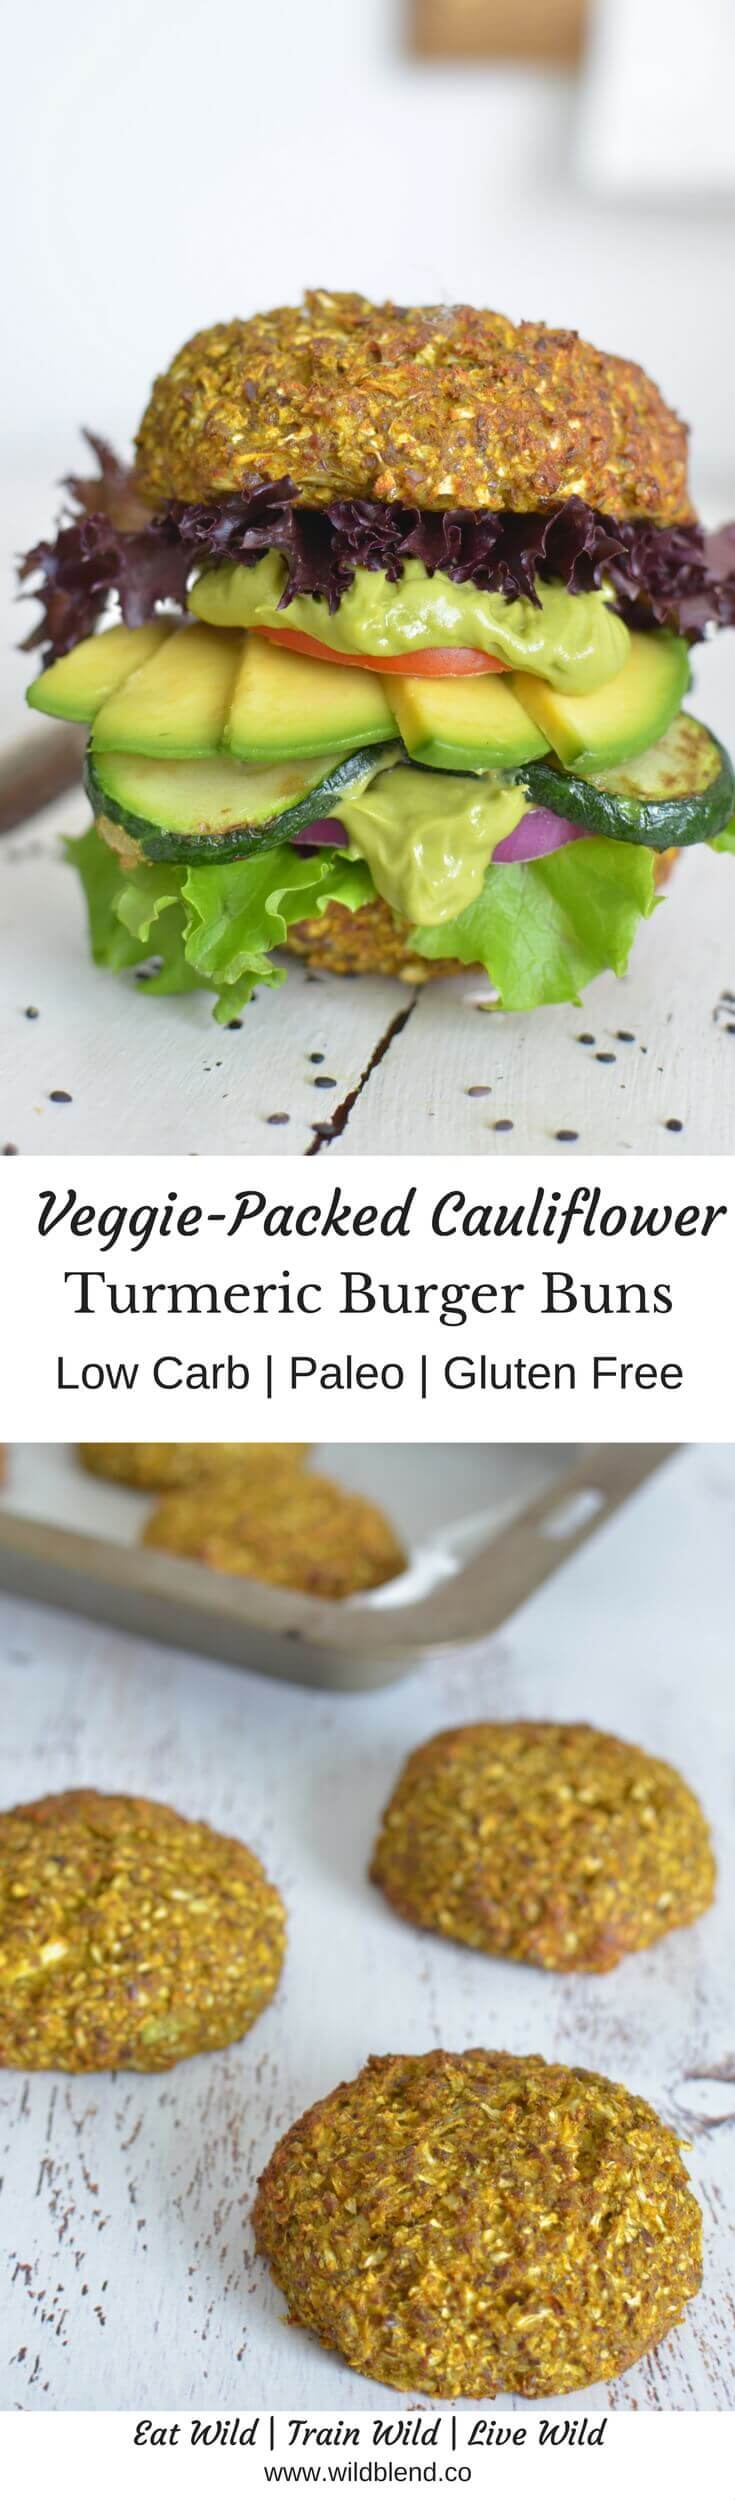 Veggie-Packed Cauliflower
Turmeric Burger Buns
Low Carb | Paleo | Gluten Free
Eat Wild | Train Wild | Live Wild
www.wildblend.co